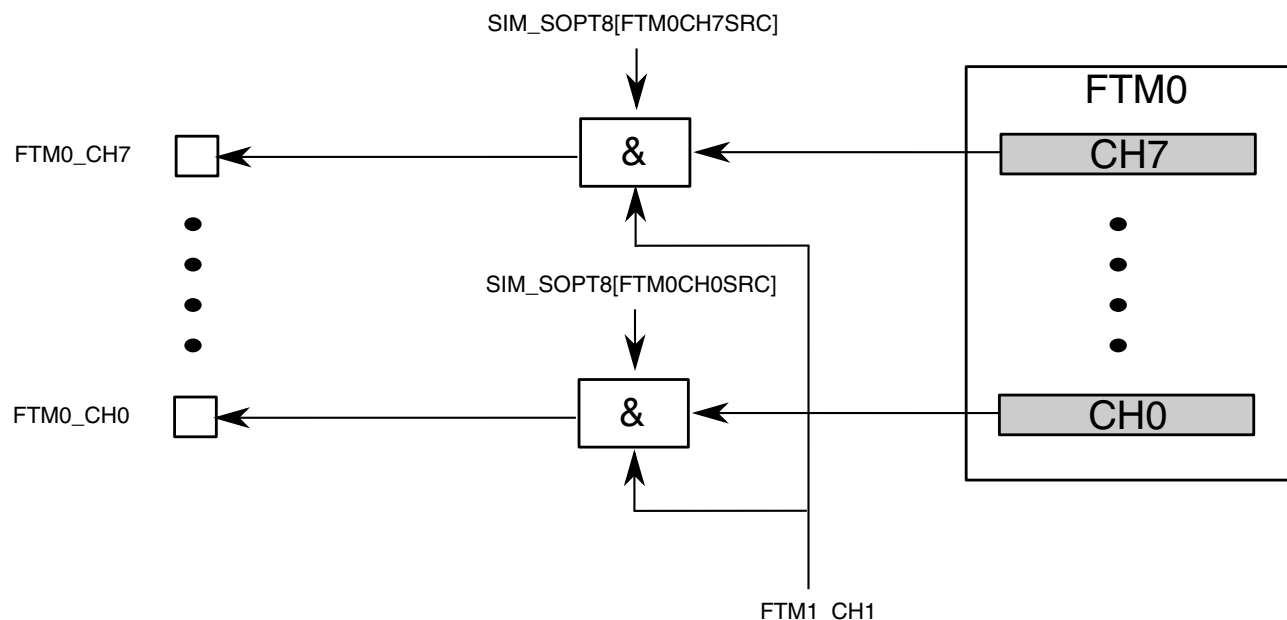 SIM_SOPT8[FTM0CH7SRC]
FTM0
FTM0_CH7
&
CH7
SIM_SOPT8[FTM0CH0SRC]
FTM0_CH0
&
CH0
FTM1_CH1